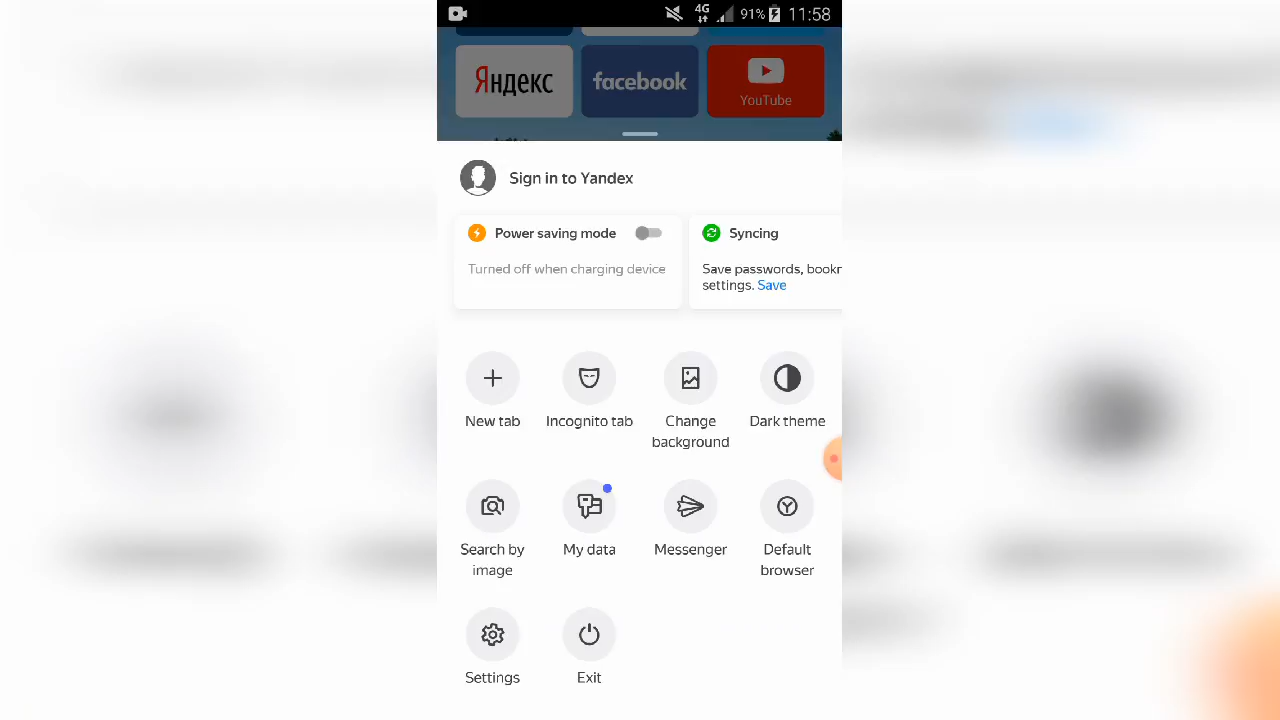 4G 91% 11:58
Яндекс facebook YouTube
Sign in to Yandex
Power saving mode
Turned off when charging device
Syncing
Save passwords, bookr
settings. Save
New tab
Incognito tab
Change
background
Dark theme
Search by
image
My data
Messenger
Default
browser
Settings
Exit